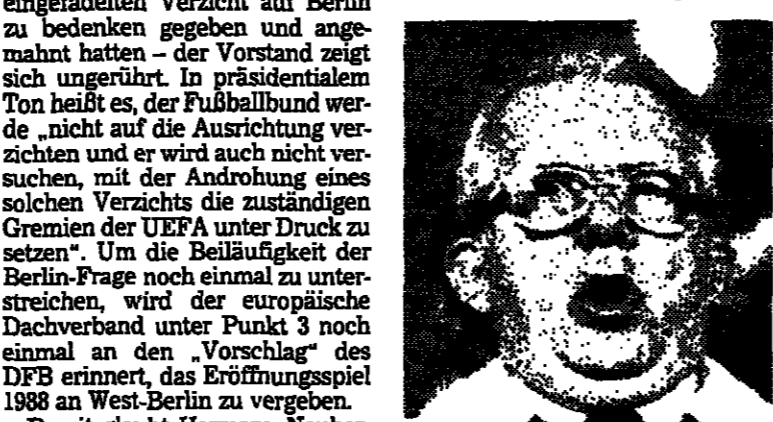 eingefädelten Verzicht auf Berlin
zu bedenken gegeben und ange-
mahnt hatten – der Vorstand zeigt
sich ungerührt. In präsidentialem
Ton heißt es, der Fußballbund wer-
de „nicht auf die Ausrichtung ver-
zichten und er wird auch nicht ver-
suchen, mit der Androhung eines
solchen Verzichts die zuständigen
Gremien der UEFA unter Druck zu
setzen“. Um die Beiläufigkeit der
Berlin-Frage noch einmal zu unter-
streichen, wird der europäische
Dachverband unter Punkt 3 noch
einmal an den „Vorschlag“ des
DFB erinnert, das Eröffnungsspiel
1988 an West-Berlin zu vergeben.